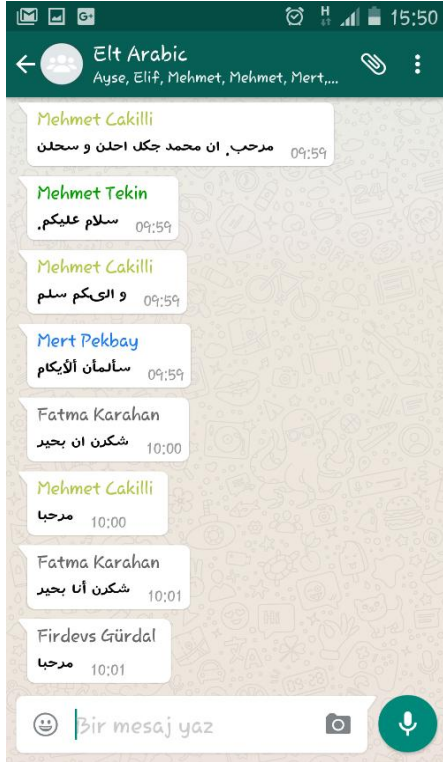 G+ H 15:50
Elt Arabic
Ayse, Elif, Mehmet, Mehmet, Mert,...
Mehmet Cakilli
مرحب. ان محمد جكل احلن و سحلن 09:59
Mehmet Tekin
سلام عليكم. 09:59
Mehmet Cakilli
و اليكم سلم 09:59
Mert Pekbay
سألمأن ألأيكام 09:59
Fatma Karahan
شكرن ان بحير 10:00
Mehmet Cakilli
مرحبا 10:00
Fatma Karahan
شكرن أنا بحير 10:01
Firdevs Gürdal
مرحبا 10:01
Bir mesaj yaz